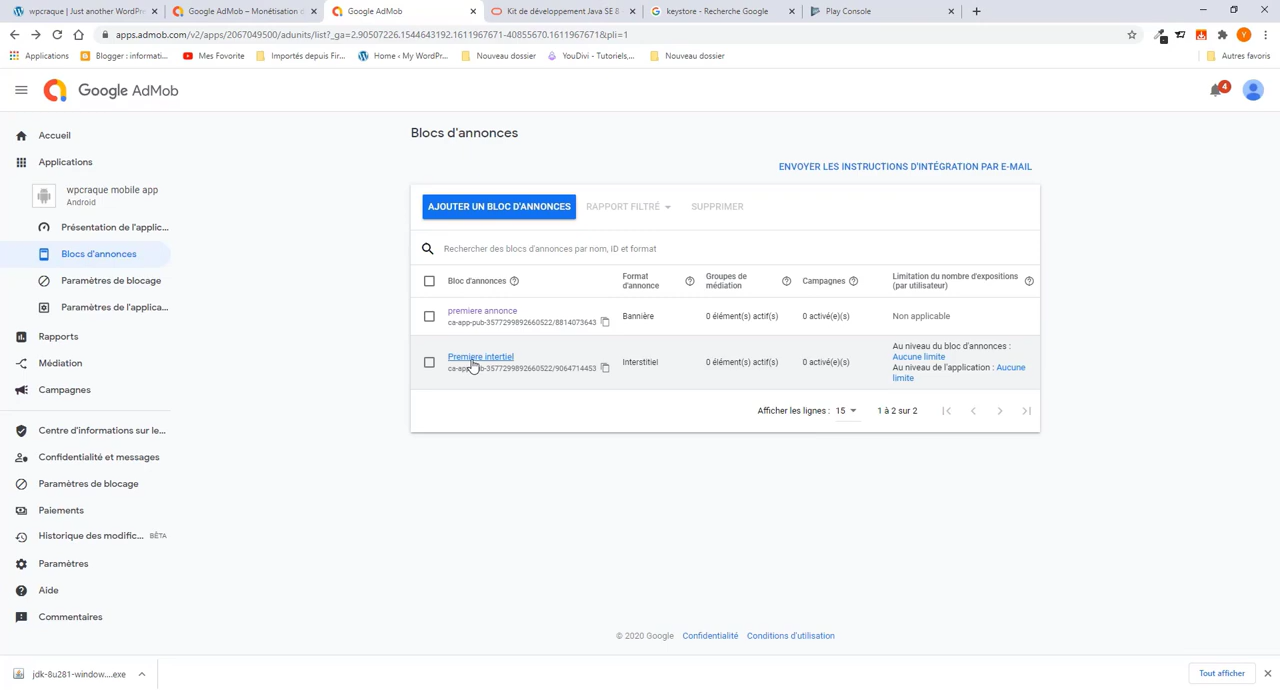 wpcraque | Just another WordPre
Google AdMob – Monétisation d
Google AdMob
Kit de développement Java SE 8
keystore - Recherche Google
Play Console
apps.admob.com/v2/apps/2067049500/adunits/list?_ga=2.90507226.1544643192.1611967671-40855670.1611967671&pli=1
Y
Applications
Blogger : informati...
Mes Favorite
Importés depuis Fir...
Home ‹ My WordPr...
Nouveau dossier
YouDivi - Tutoriels,...
Nouveau dossier
Autres favoris
Google AdMob
4
Accueil
Applications
wpcraque mobile app
Android
Présentation de l'applic...
Blocs d'annonces
Paramètres de blocage
Paramètres de l'applica...
Rapports
Médiation
Campagnes
Centre d'informations sur le...
Confidentialité et messages
Paramètres de blocage
Paiements
Historique des modific... BÊTA
Paramètres
Aide
Commentaires
Blocs d'annonces
ENVOYER LES INSTRUCTIONS D'INTÉGRATION PAR E-MAIL
AJOUTER UN BLOC D'ANNONCES
RAPPORT FILTRÉ
SUPPRIMER
Rechercher des blocs d'annonces par nom, ID et format
Bloc d'annonces
Format
d'annonce
Groupes de
médiation
Campagnes
Limitation du nombre d'expositions
(par utilisateur)
premiere annonce
ca-app-pub-3577299892660522/8814073643
Bannière
0 élément(s) actif(s)
0 activé(e)(s)
Non applicable
Premiere intertiel
ca-app-pub-3577299892660522/9064714453
Interstitiel
0 élément(s) actif(s)
0 activé(e)(s)
Au niveau du bloc d'annonces :
Aucune limite
Au niveau de l'application : Aucune
limite
Afficher les lignes : 15
1 à 2 sur 2
© 2020 Google
Confidentialité
Conditions d'utilisation
jdk-8u281-window....exe
Tout afficher